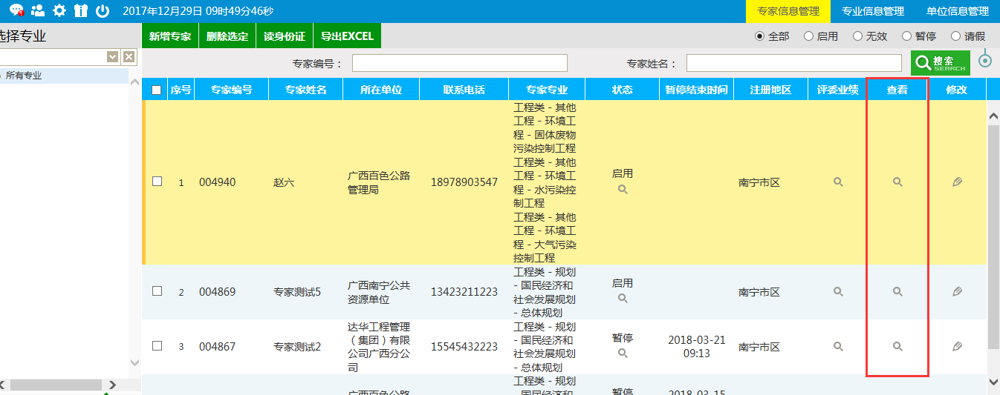 2017年12月29日 09时49分46秒
专家信息管理 专业信息管理 单位信息管理
选择专业
新增专家 删除选定 读身份证 导出EXCEL
全部 启用 无效 暂停 请假
专家编号： 专家姓名： 搜索 SEARCH
所有专业
序号 专家编号 专家姓名 所在单位 联系电话 专家专业 状态 暂停结束时间 注册地区 评委业绩 查看 修改
1 004940 赵六
广西百色公路
管理局
18978903547
工程类 - 其他
工程 - 环境工
程 - 固体废物
污染控制工程
工程类 - 其他
工程 - 环境工
程 - 水污染控
制工程
工程类 - 其他
工程 - 环境工
程 - 大气污染
控制工程
启用
南宁市区
2 004869 专家测试5
广西南宁公共
资源单位
13423211223
工程类 - 规划
- 国民经济和
社会发展规划
- 总体规划
启用
南宁市区
3 004867 专家测试2
达华工程管理
（集团）有限
公司广西分公
司
15545432223
工程类 - 规划
- 国民经济和
社会发展规划
- 总体规划
暂停
2018-03-21
09:13
南宁市区
广西百色公路
工程类 - 规划
- 国民经济和
暂停
2018-03-15